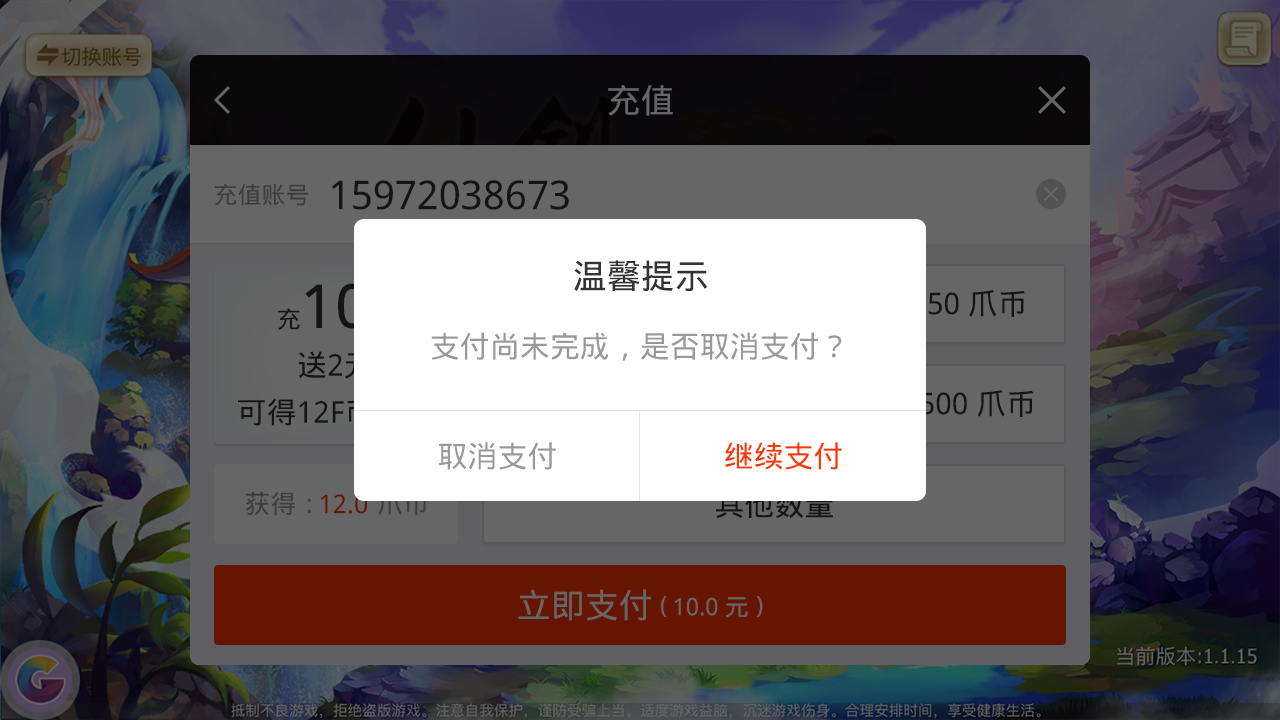 切换账号
充值
充值账号 15972038673
温馨提示
支付尚未完成，是否取消支付？
取消支付
继续支付
充10
送2元
可得12F币
50 爪币
500 爪币
获得：12.0 爪币
其他数量
立即支付（10.0 元）
当前版本:1.1.15
抵制不良游戏，拒绝盗版游戏。注意自我保护，谨防受骗上当。适度游戏益脑，沉迷游戏伤身。合理安排时间，享受健康生活。